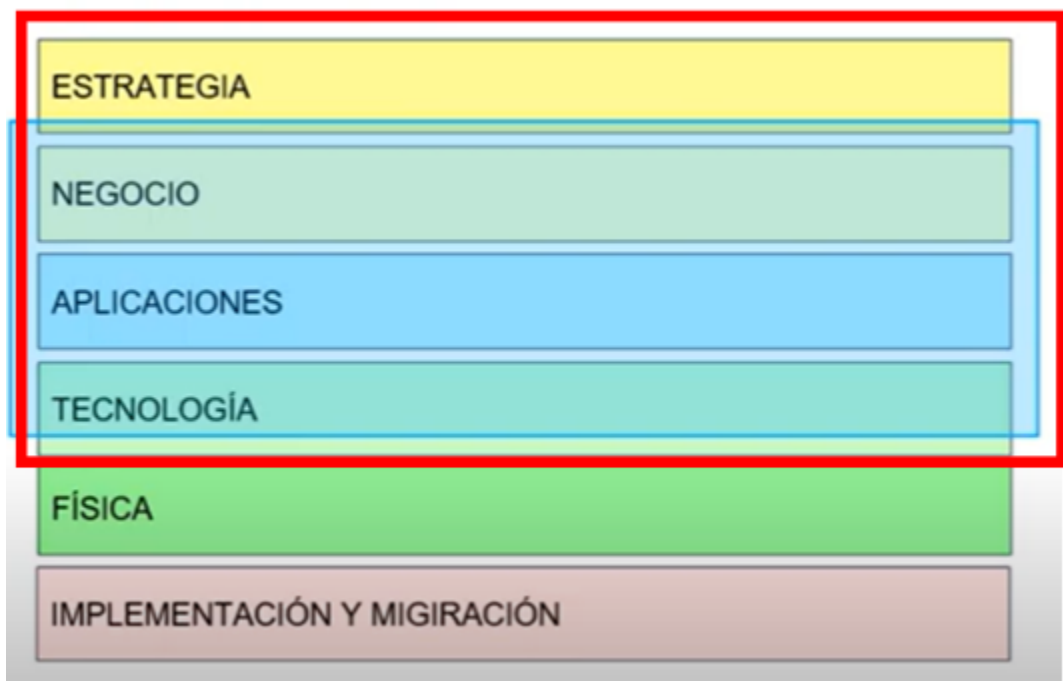 ESTRATEGIA
NEGOCIO
APLICACIONES
TECNOLOGÍA
FÍSICA
IMPLEMENTACIÓN Y MIGIRACIÓN